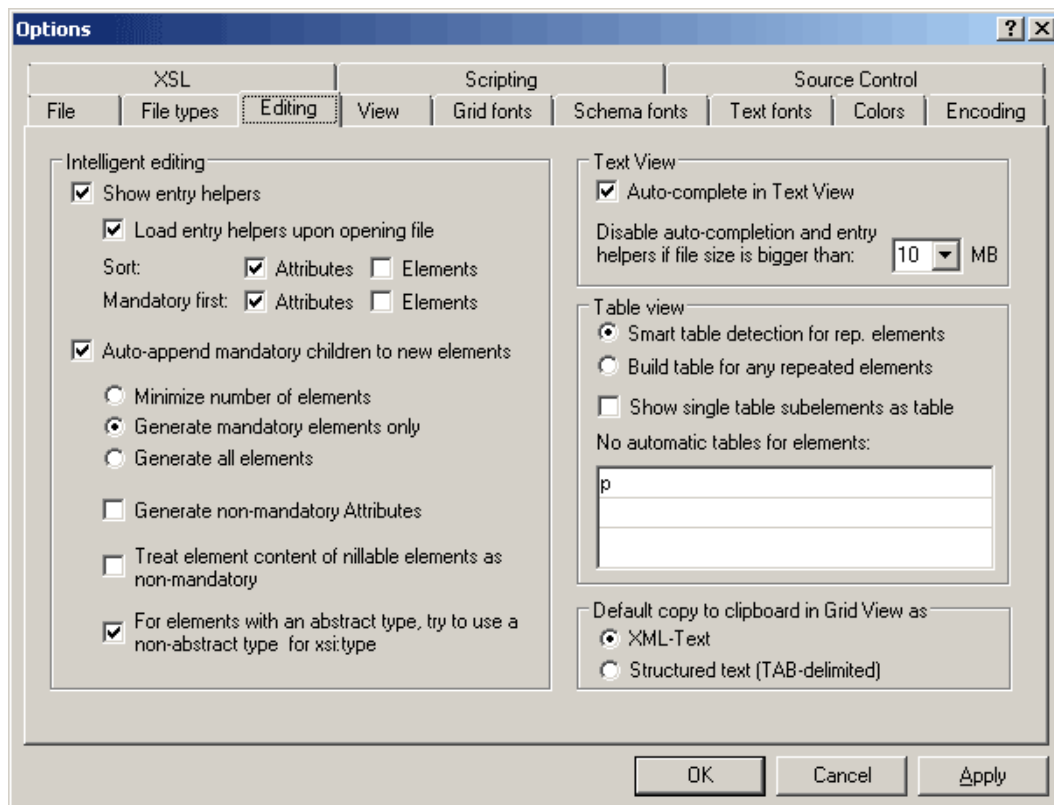 Options
XSL Scripting Source Control
File File types Editing View Grid fonts Schema fonts Text fonts Colors Encoding
Intelligent editing
Show entry helpers
Load entry helpers upon opening file
Sort: Attributes Elements
Mandatory first: Attributes Elements
Auto-append mandatory children to new elements
Minimize number of elements
Generate mandatory elements only
Generate all elements
Generate non-mandatory Attributes
Treat element content of nillable elements as
non-mandatory
For elements with an abstract type, try to use a
non-abstract type for xsi:type
Text View
Auto-complete in Text View
Disable auto-completion and entry
helpers if file size is bigger than: 10 MB
Table view
Smart table detection for rep. elements
Build table for any repeated elements
Show single table subelements as table
No automatic tables for elements:
p
Default copy to clipboard in Grid View as
XML-Text
Structured text (TAB-delimited)
OK Cancel Apply